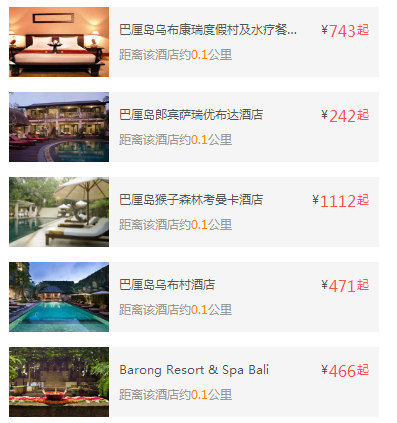 巴厘岛乌布康瑞度假村及水疗餐... ¥743起
距离该酒店约0.1公里
巴厘岛郎宾萨瑞优布达酒店 ¥242起
距离该酒店约0.1公里
巴厘岛猴子森林考曼卡酒店 ¥1112起
距离该酒店约0.1公里
巴厘岛乌布村酒店 ¥471起
距离该酒店约0.1公里
Barong Resort & Spa Bali ¥466起
距离该酒店约0.1公里